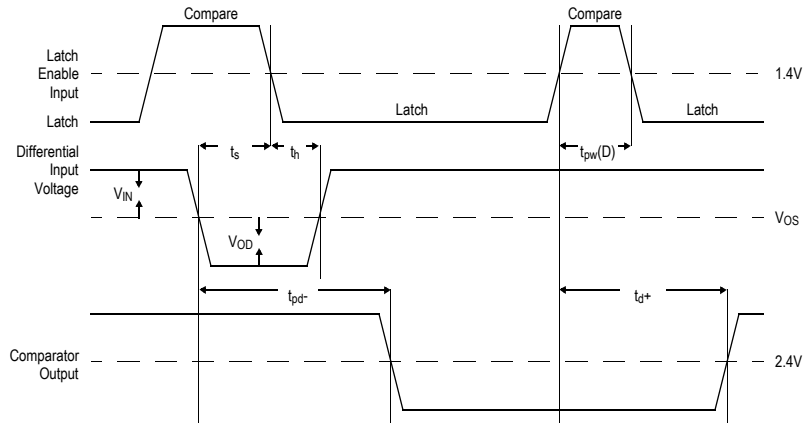 Compare
Compare
Latch
Enable
Input
1.4V
Latch
Latch
Latch
Differential
Input
Voltage
ts
th
tpw(D)
VIN
VOS
VOD
tpd-
td+
Comparator
Output
2.4V